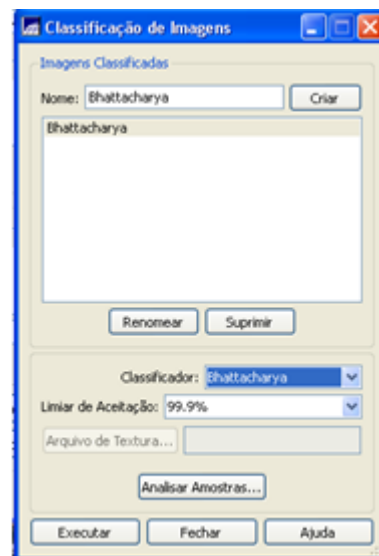 Classificação de Imagens
Imagens Classificadas
Nome: Bhattacharya Criar
Bhattacharya
Renomear Suprimir
Classificador: Bhattacharya
Limiar de Aceitação: 99.9%
Arquivo de Textura...
Analisar Amostras...
Executar Fechar Ajuda